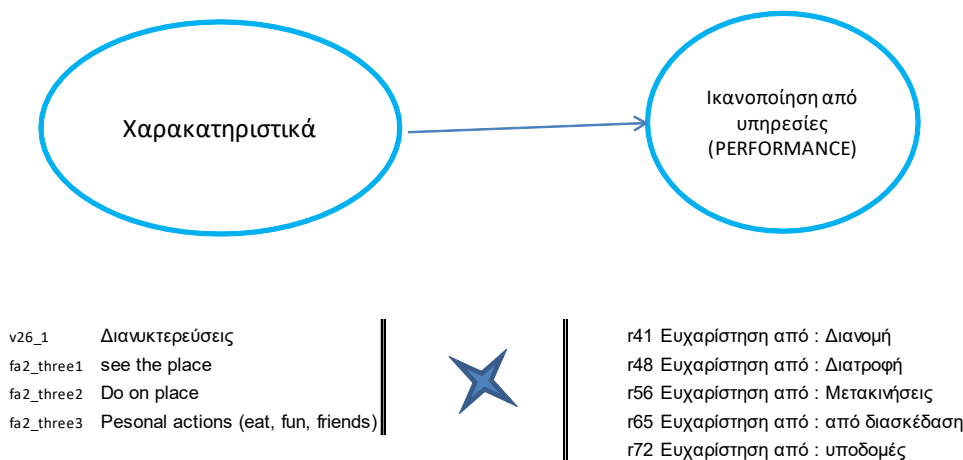 Χαρακατηριστικά
Ικανοποίηση από
υπηρεσίες
(PERFORMANCE)
v26_1 Διανυκτερεύσεις
fa2_three1 see the place
fa2_three2 Do on place
fa2_three3 Pesonal actions (eat, fun, friends)
r41 Ευχαρίστηση από : Διανομή
r48 Ευχαρίστηση από : Διατροφή
r56 Ευχαρίστηση από : Μετακινήσεις
r65 Ευχαρίστηση από : από διασκέδαση
r72 Ευχαρίστηση από : υποδομές